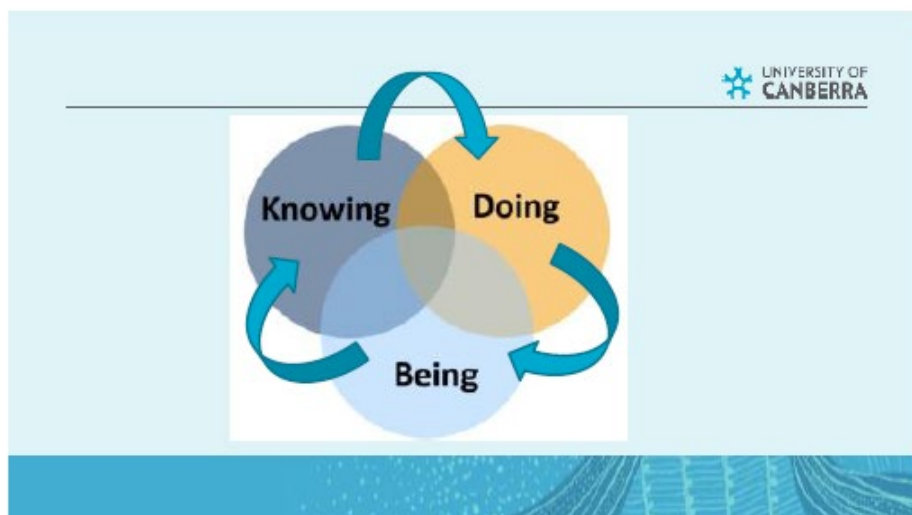 UNIVERSITY OF
CANBERRA
Knowing
Doing
Being